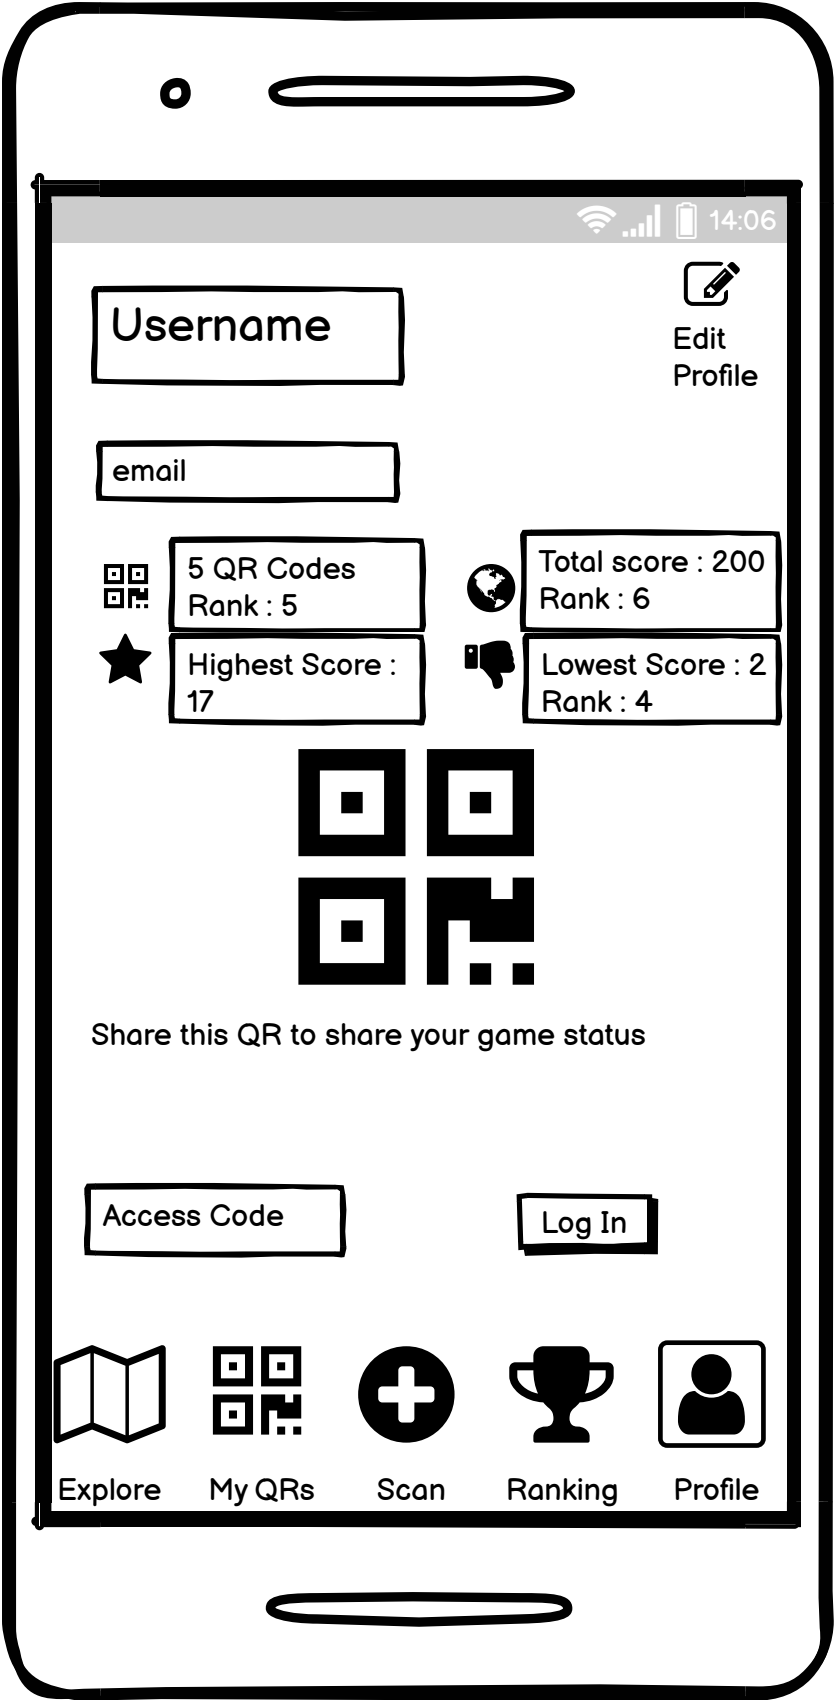 14:06
Username
Edit
Profile
email
5 QR Codes
Rank : 5
Total score : 200
Rank : 6
Highest Score :
17
Lowest Score : 2
Rank : 4
Share this QR to share your game status
Access Code
Log In
Explore
My QRs
Scan
Ranking
Profile